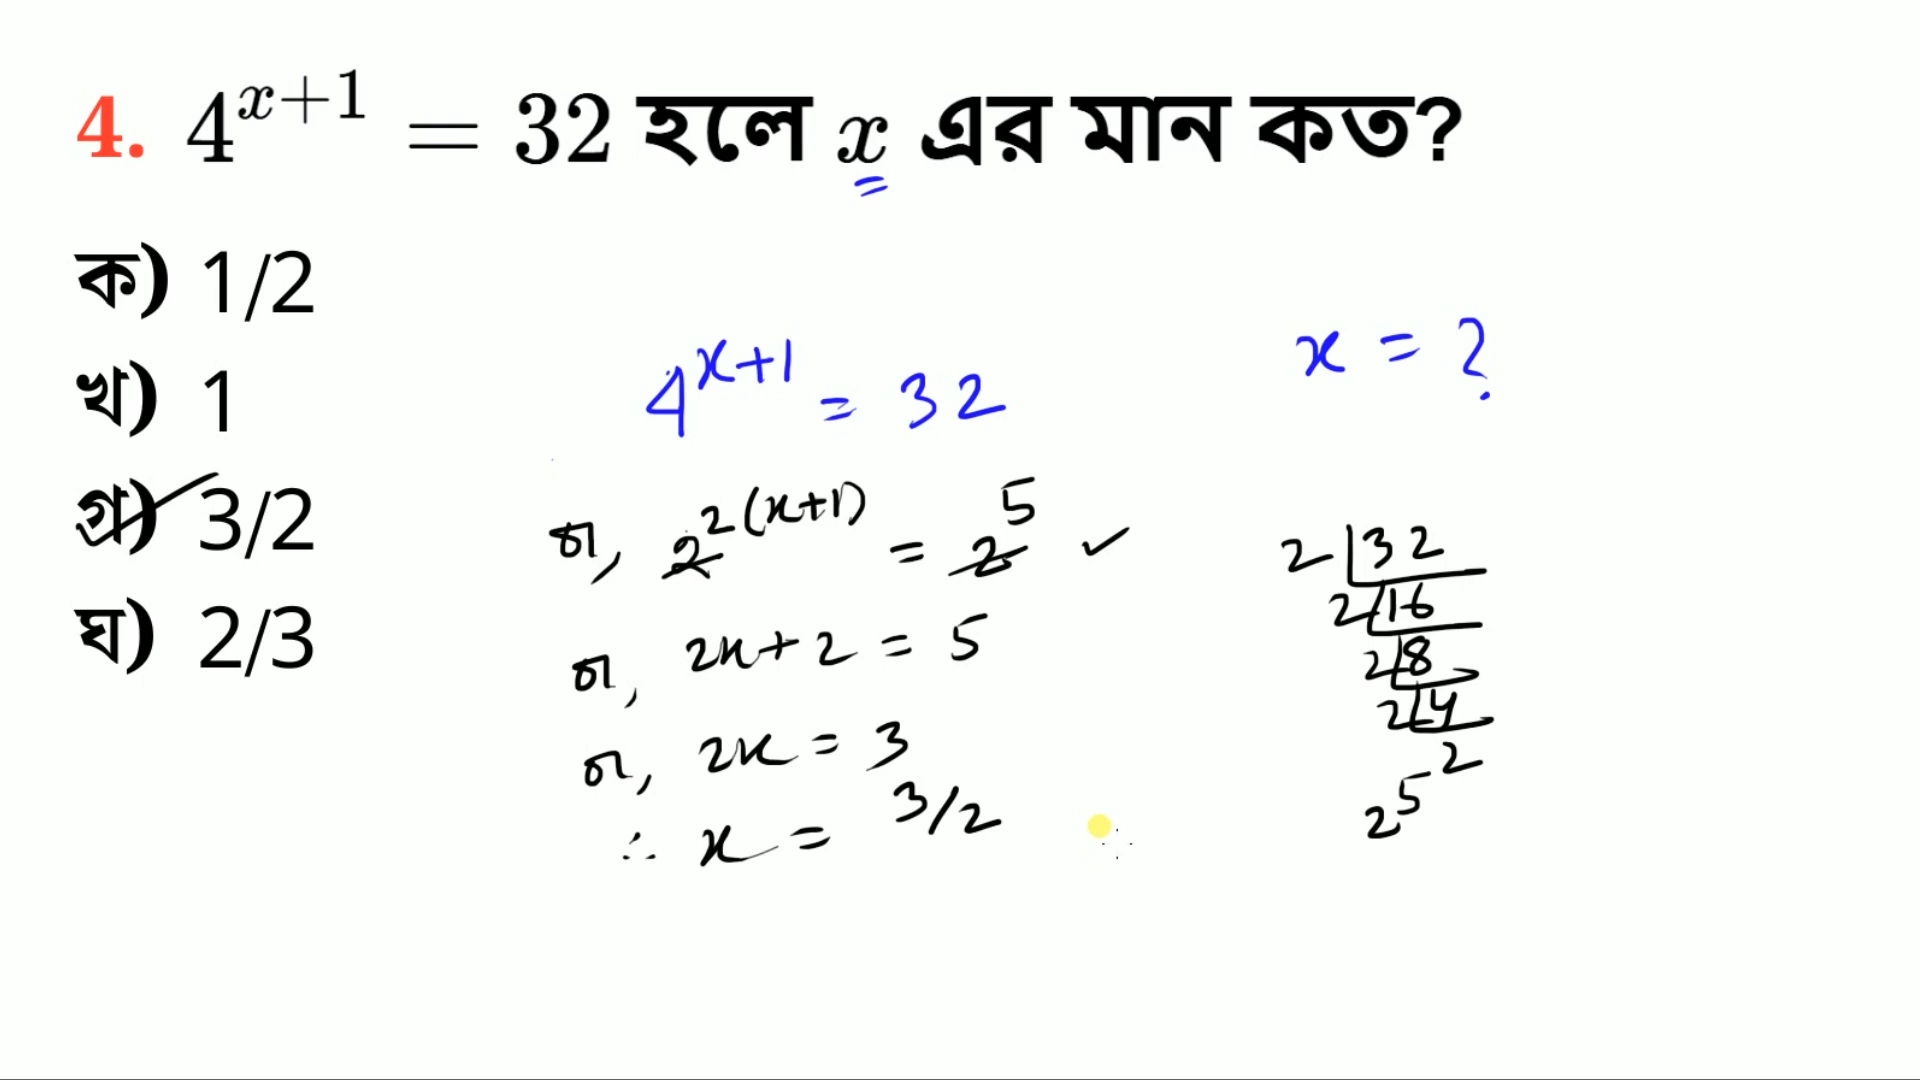 4. 4^{x+1} = 32 হলে x এর মান কত?
ক) 1/2
খ) 1
গ) 3/2
ঘ) 2/3
4^{x+1} = 32
x = ?
বা, 2^{2(x+1)} = 2^5 ✓
বা, 2x+2 = 5
বা, 2x = 3
∴ x = 3/2
2|32
2|16
2|8
2|4
2
2^5